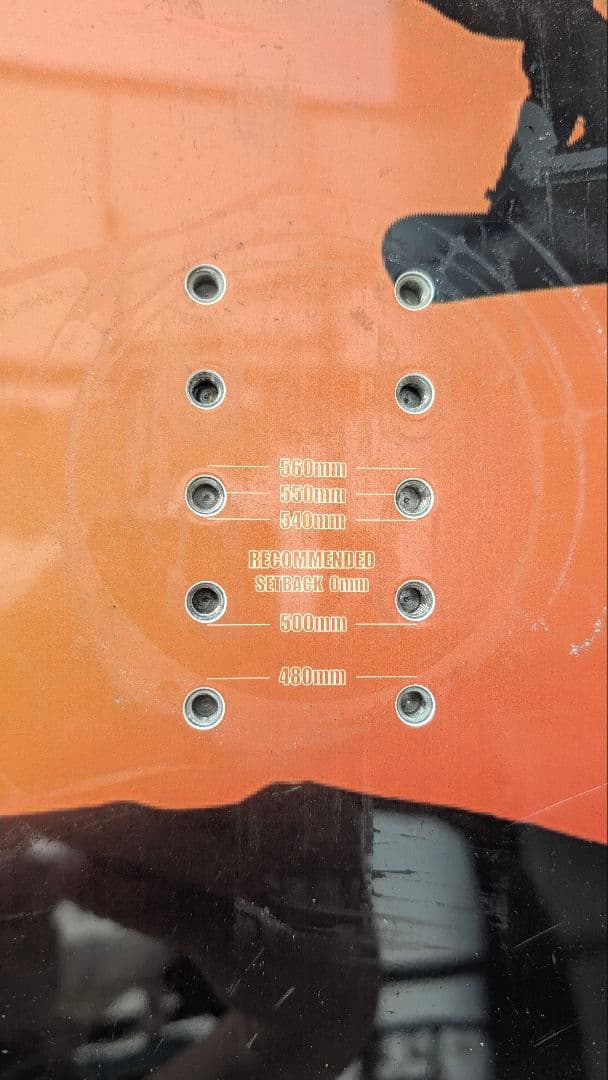 560mm
550mm
540mm
RECOMMENDED
SETBACK 0mm
500mm
480mm